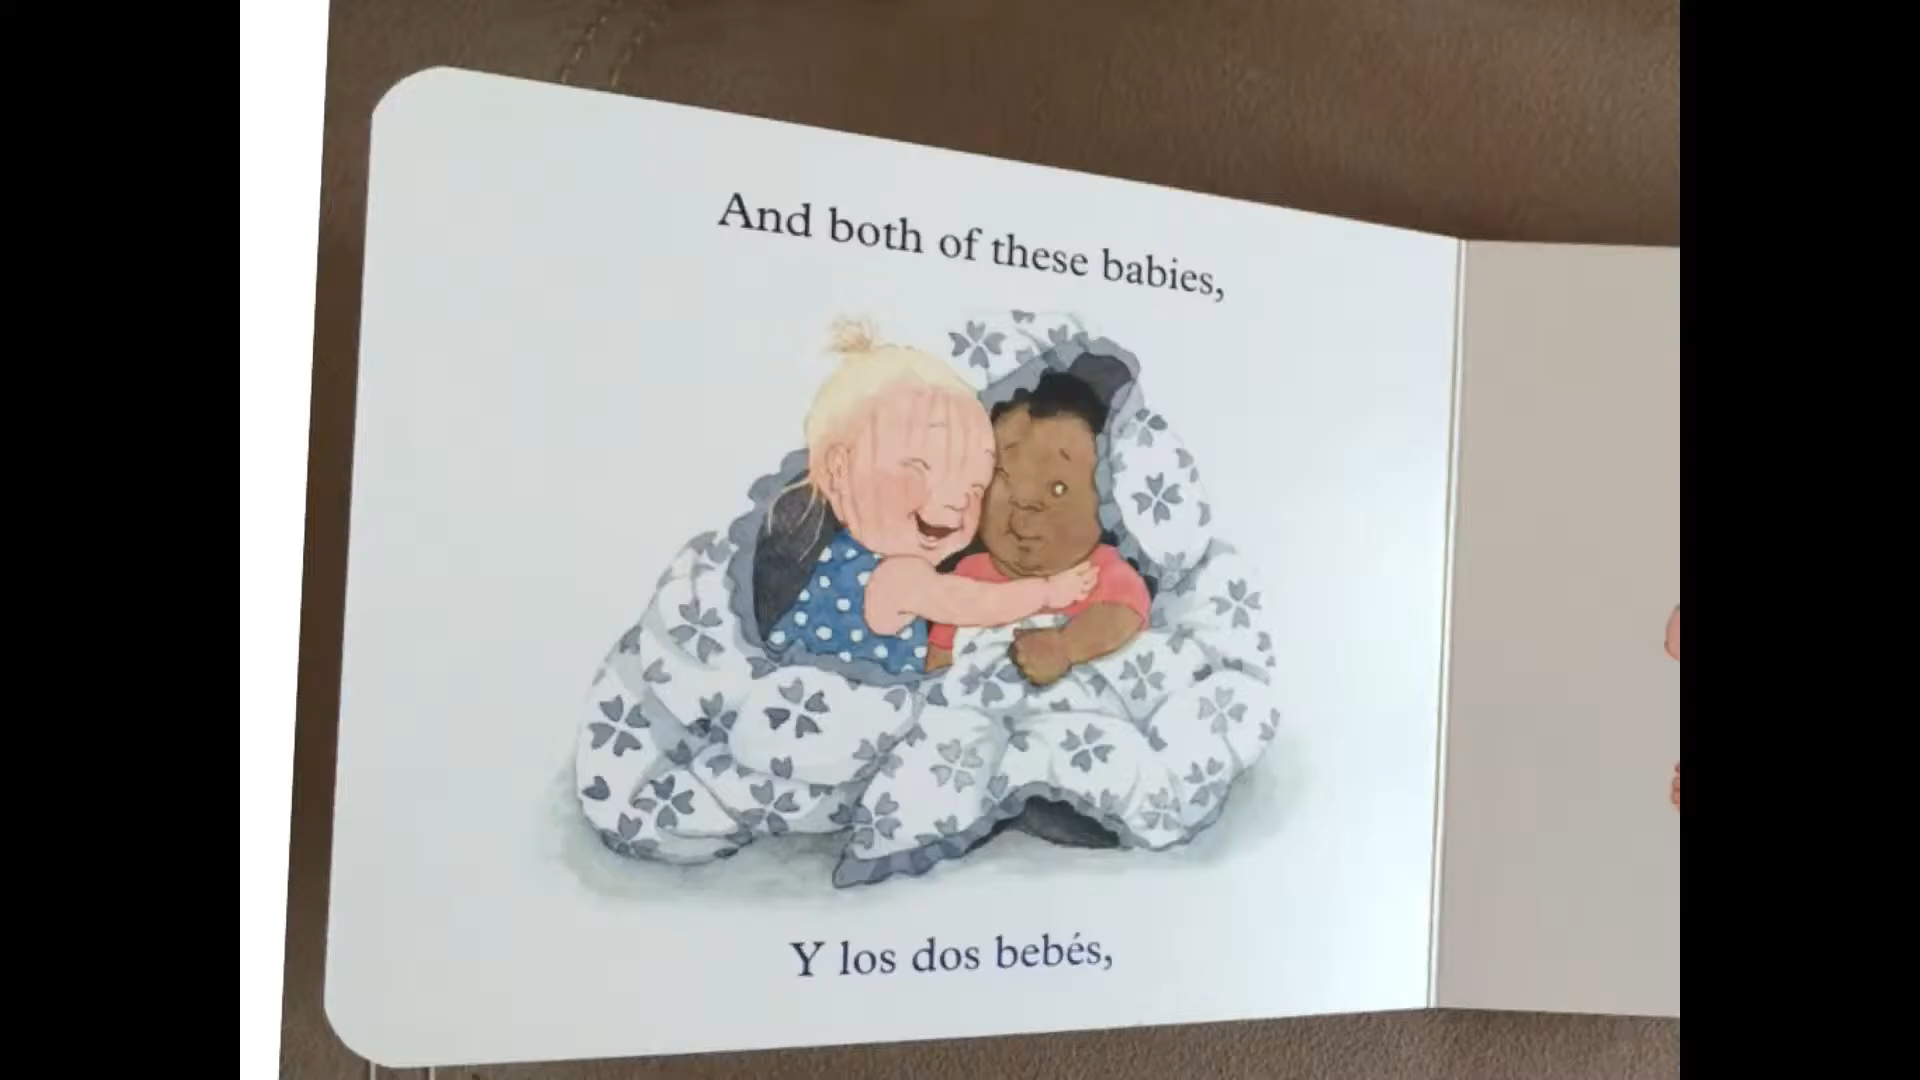 And both of these babies,
Y los dos bebés,